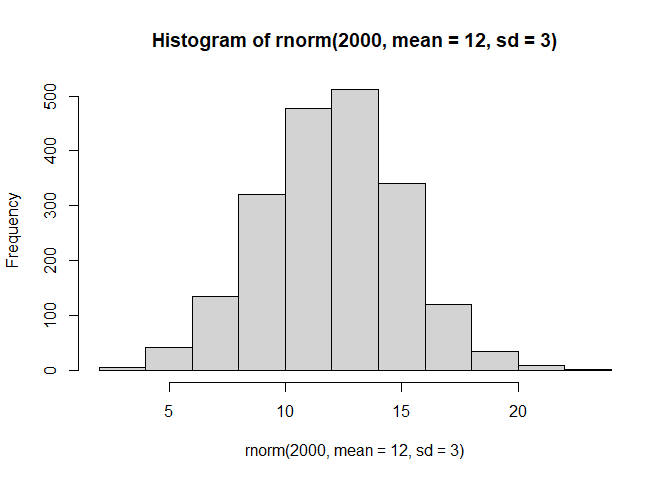 Histogram of rnorm(2000, mean = 12, sd = 3)
500
400
300
200
100
0
Frequency
5 10 15 20
rnorm(2000, mean = 12, sd = 3)